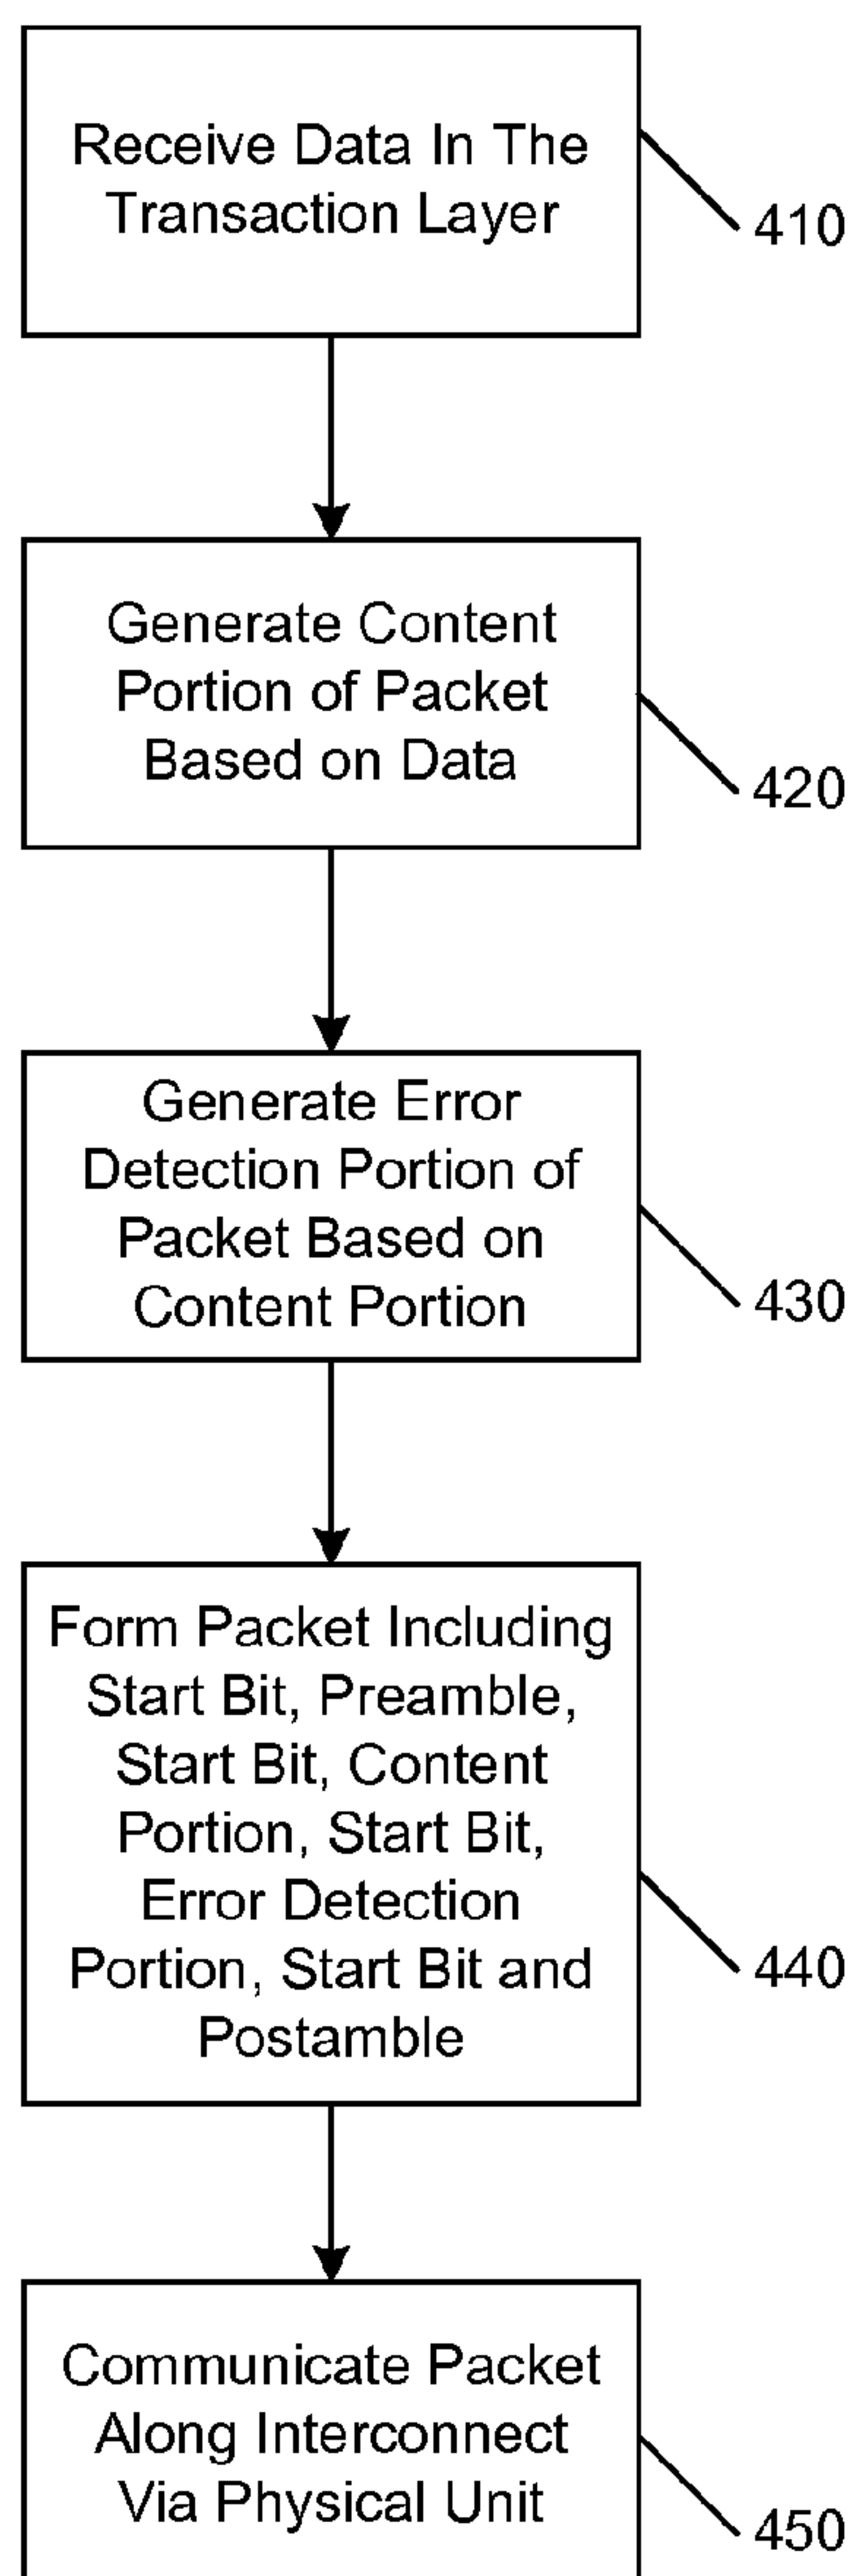 Receive Data In The
Transaction Layer
410
Generate Content
Portion of Packet
Based on Data
420
Generate Error
Detection Portion of
Packet Based on
Content Portion
430
Form Packet Including
Start Bit, Preamble,
Start Bit, Content
Portion, Start Bit,
Error Detection
Portion, Start Bit and
Postamble
440
Communicate Packet
Along Interconnect
Via Physical Unit
450